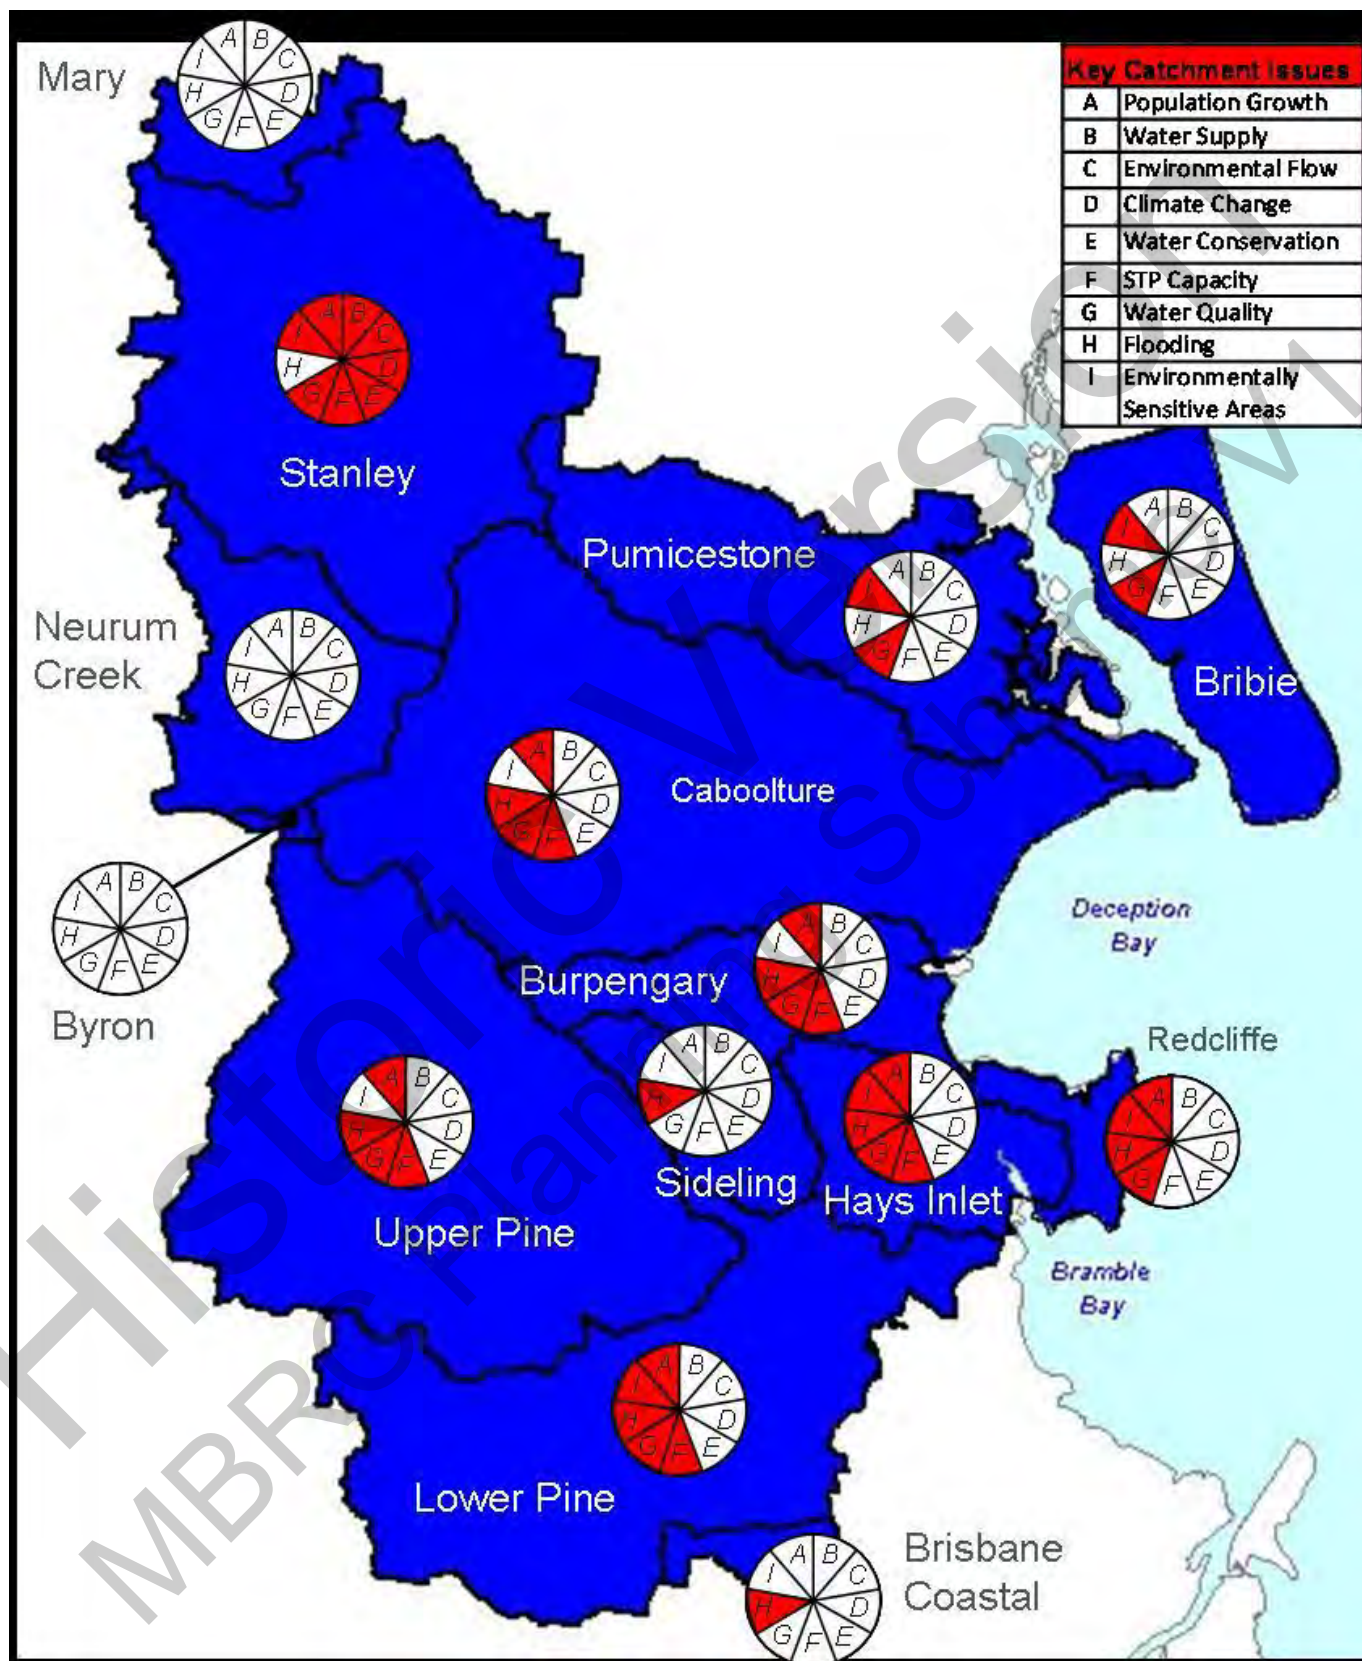 Mary
A B C D E F G H I
Key Catchment Issues
A Population Growth
B Water Supply
C Environmental Flow
D Climate Change
E Water Conservation
F STP Capacity
G Water Quality
H Flooding
I Environmentally
Sensitive Areas
A B C D E F G H I
Stanley
Pumicestone
A B C D E F G H I
A B C D E F G H I
Bribie
Neurum
Creek
A B C D E F G H I
A B C D E F G H I
Caboolture
A B C D E F G H I
Byron
Deception
Bay
Burpengary
A B C D E F G H I
Redcliffe
A B C D E F G H I
Sideling
A B C D E F G H I
Hays Inlet
A B C D E F G H I
A B C D E F G H I
Upper Pine
Bramble
Bay
A B C D E F G H I
Lower Pine
Brisbane
Coastal
A B C D E F G H I
Historic Version
MBRC Planning Scheme V1